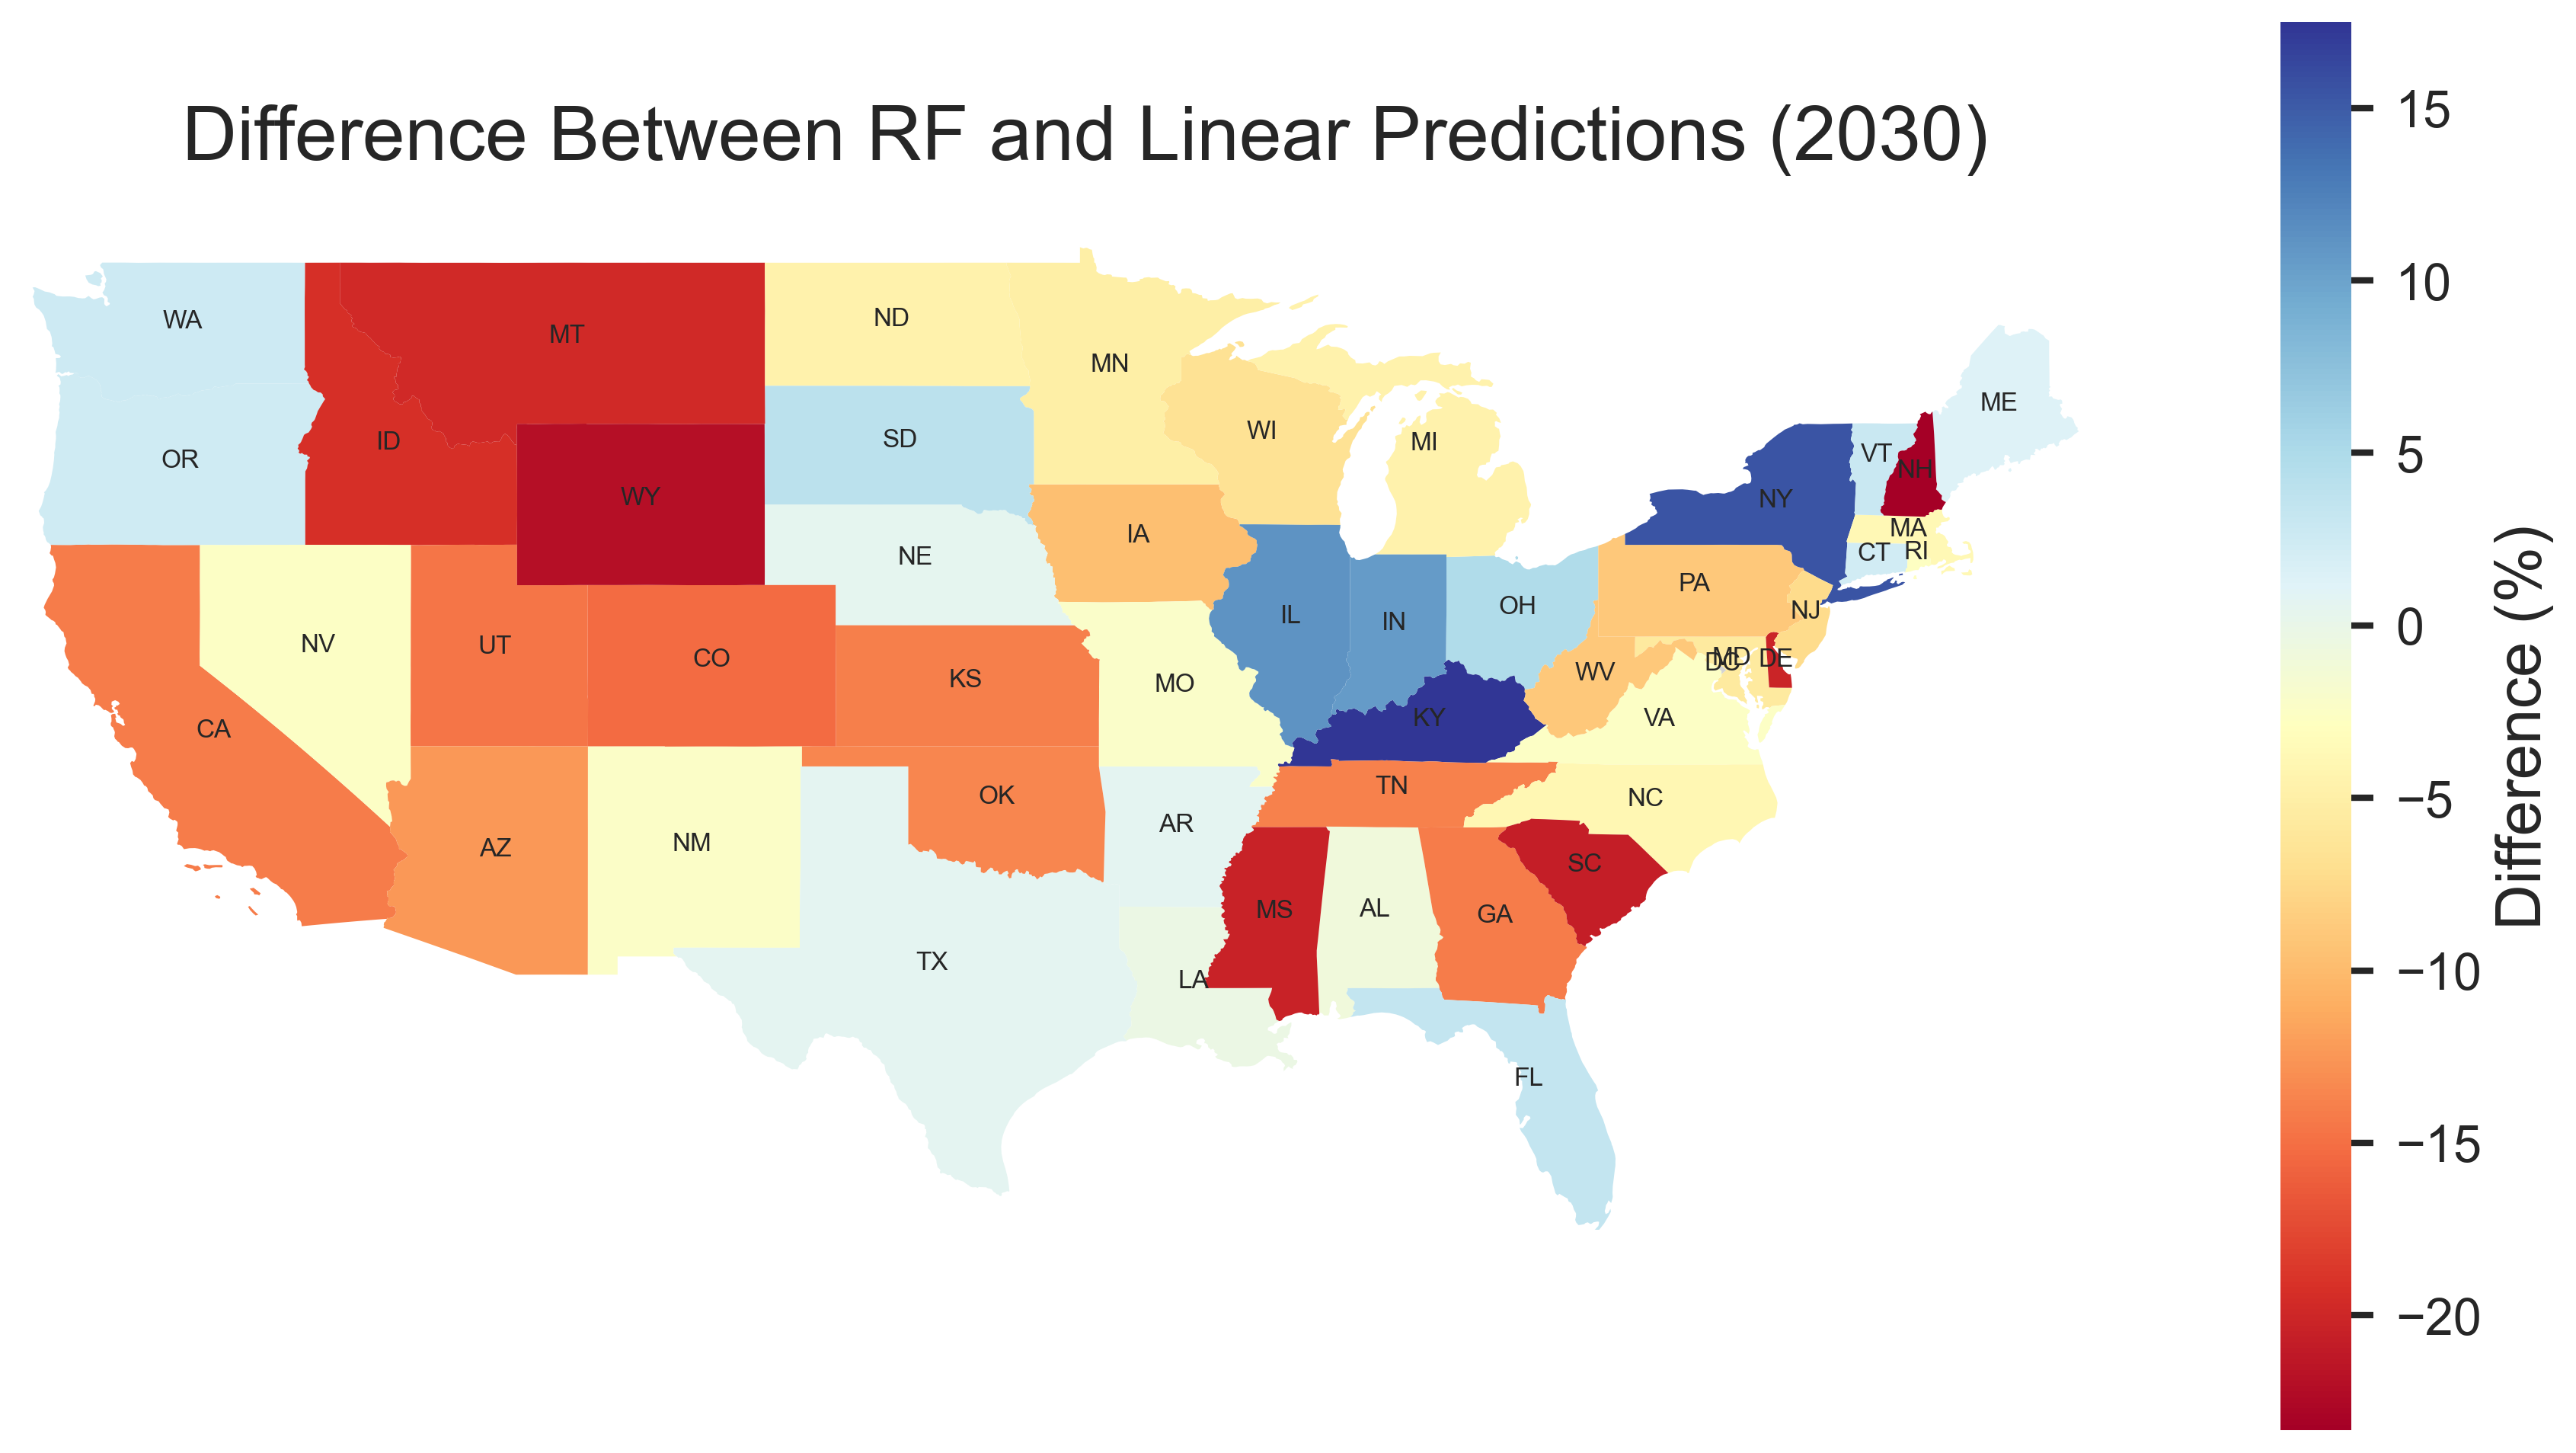 Difference Between RF and Linear Predictions (2030)
WA
MT
ND
MN
ME
OR
ID
SD
WI
MI
VT
NH
WY
NY
IA
NE
MA
CT
RI
PA
NJ
IL
IN
OH
NV
UT
CO
KS
MO
WV
DC
MD
DE
CA
KY
VA
AZ
NM
OK
AR
TN
NC
SC
TX
LA
MS
AL
GA
FL
15
10
5
0
−5
−10
−15
−20
Difference (%)